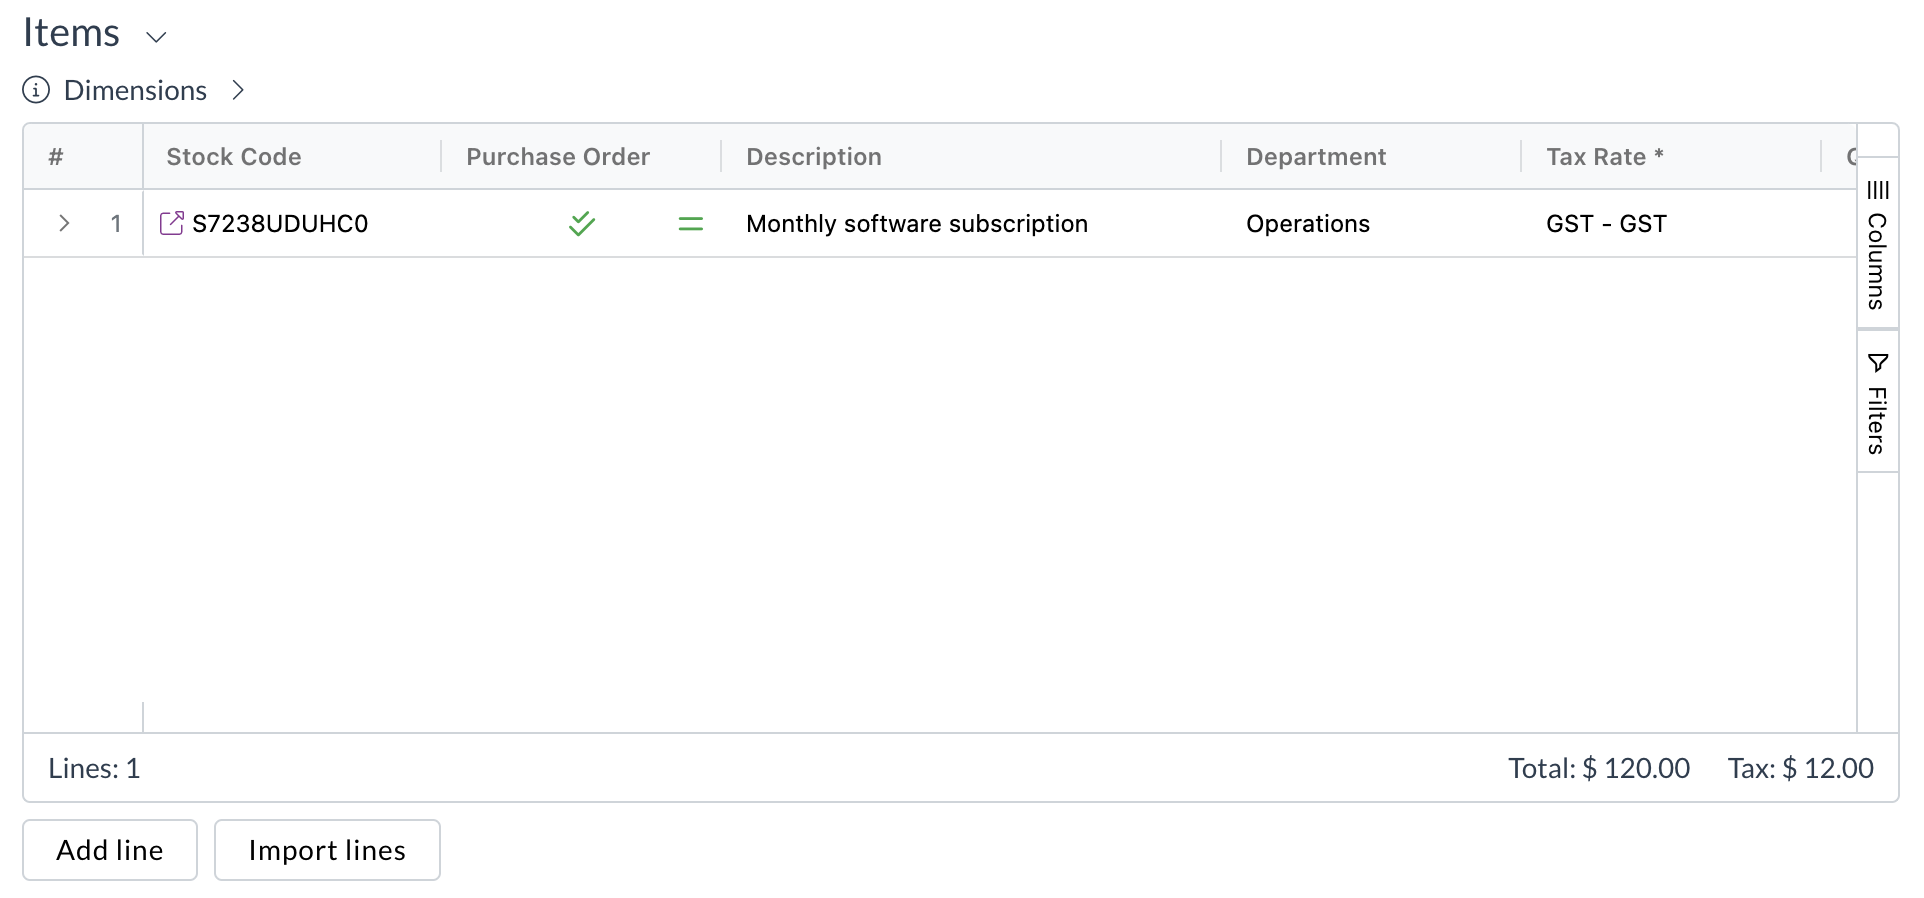 Items
Dimensions
# Stock Code Purchase Order Description Department Tax Rate *
1 S7238UDUHC0 Monthly software subscription Operations GST - GST
Columns
Filters
Lines: 1 Total: $ 120.00 Tax: $ 12.00
Add line Import lines